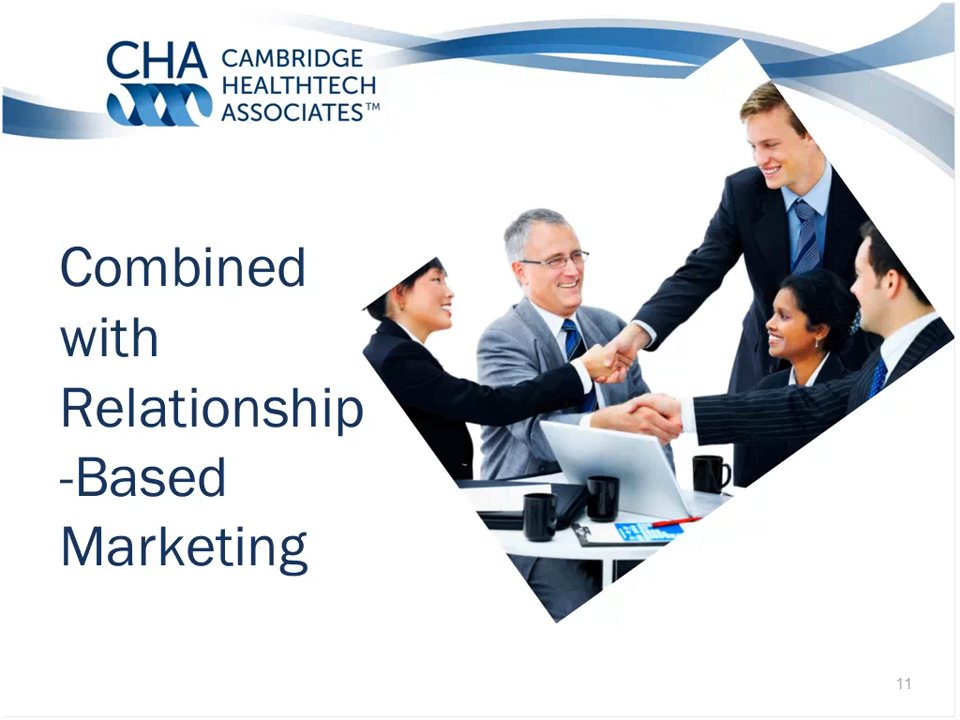 CHA
CAMBRIDGE
HEALTHTECH
ASSOCIATES™
Combined
with
Relationship
-Based
Marketing
11